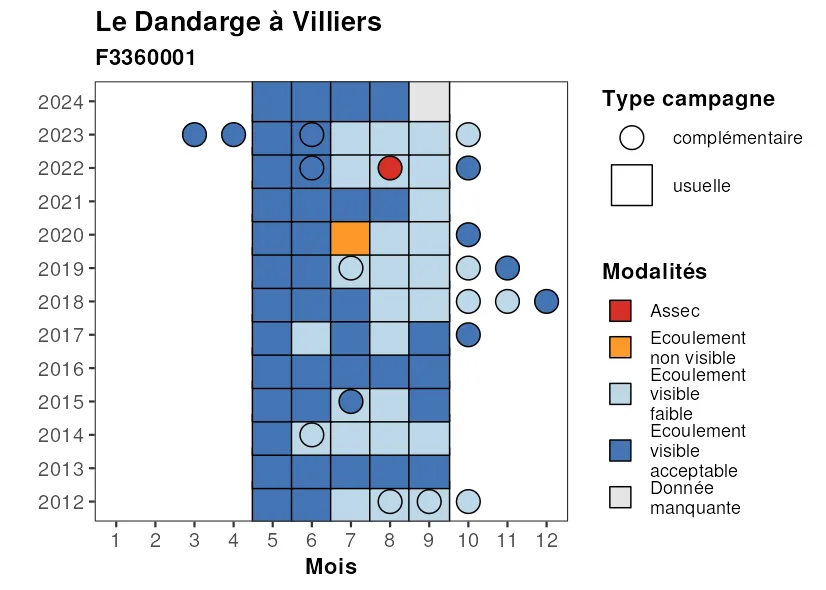 Le Dandarge à Villiers
F3360001
2024
2023
2022
2021
2020
2019
2018
2017
2016
2015
2014
2013
2012
1 2 3 4 5 6 7 8 9 10 11 12
Mois
Type campagne
complémentaire
usuelle
Modalités
Assec
Ecoulement
non visible
Ecoulement
visible
faible
Ecoulement
visible
acceptable
Donnée
manquante